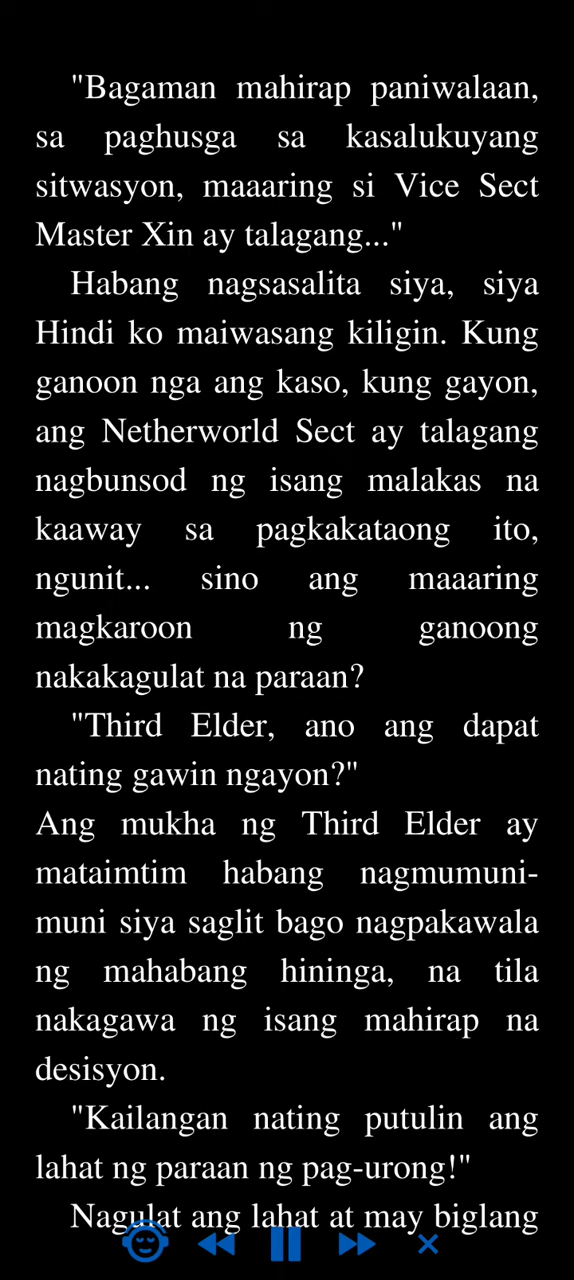 "Bagaman mahirap paniwalaan,
sa paghusga sa kasalukuyang
sitwasyon, maaaring si Vice Sect
Master Xin ay talagang..."
Habang nagsasalita siya, siya
Hindi ko maiwasang kiligin. Kung
ganoon nga ang kaso, kung gayon,
ang Netherworld Sect ay talagang
nagbunsod ng isang malakas na
kaaway sa pagkakataong ito,
ngunit... sino ang maaaring
magkaroon ng ganoong
nakakagulat na paraan?
"Third Elder, ano ang dapat
nating gawin ngayon?"
Ang mukha ng Third Elder ay
mataimtim habang nagmumuni-
muni siya saglit bago nagpakawala
ng mahabang hininga, na tila
nakagawa ng isang mahirap na
desisyon.
"Kailangan nating putulin ang
lahat ng paraan ng pag-urong!"
Nagulat ang lahat at may biglang